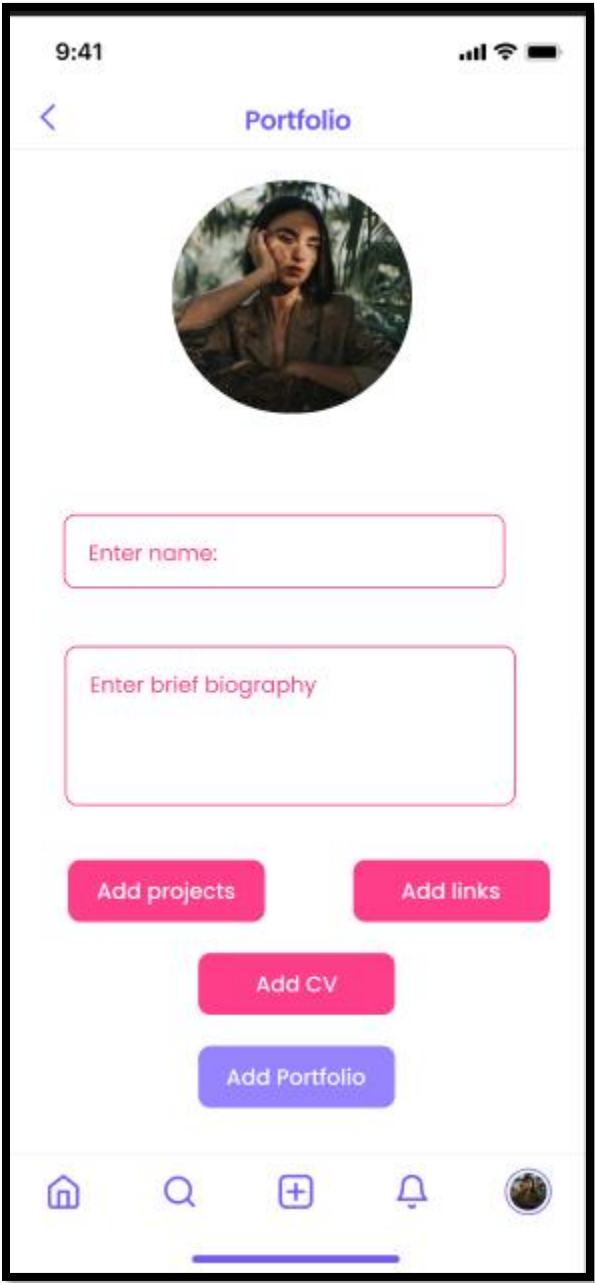 9:41
Portfolio
Enter name:
Enter brief biography
Add projects
Add links
Add CV
Add Portfolio